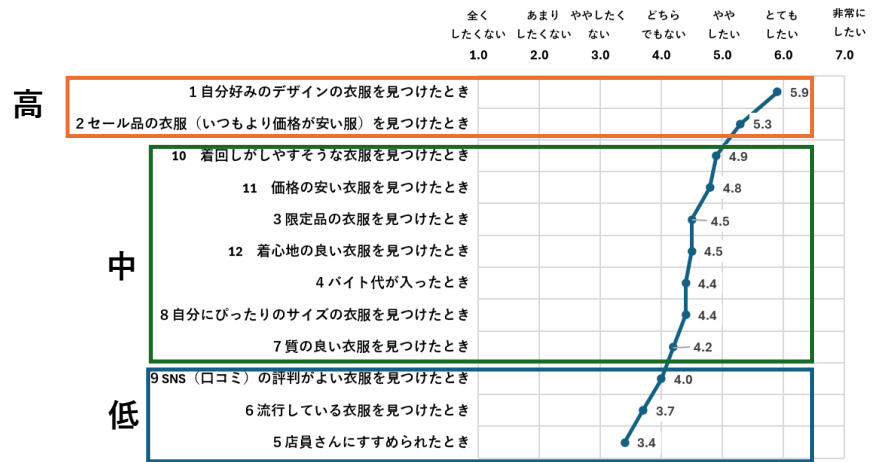 全く あまり ややしたく どちら やや とても 非常に
したくない したくない ない でもない したい したい したい
1.0 2.0 3.0 4.0 5.0 6.0 7.0
高
1 自分好みのデザインの衣服を見つけたとき 5.9
2 セール品の衣服（いつもより価格が安い服）を見つけたとき 5.3
10 着回しがしやすそうな衣服を見つけたとき 4.9
11 価格の安い衣服を見つけたとき 4.8
3 限定品の衣服を見つけたとき 4.5
中
12 着心地の良い衣服を見つけたとき 4.5
4 バイト代が入ったとき 4.4
8 自分にぴったりのサイズの衣服を見つけたとき 4.4
7 質の良い衣服を見つけたとき 4.2
9 SNS（口コミ）の評判がよい衣服を見つけたとき 4.0
低
6 流行している衣服を見つけたとき 3.7
5 店員さんにすすめられたとき 3.4